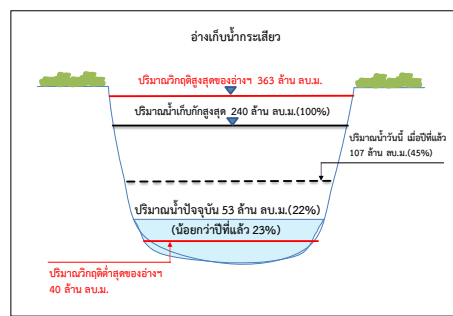 อ่างเก็บน้ำกระเสียว
ปริมาณวิกฤติสูงสุดของอ่างฯ 363 ล้าน ลบ.ม.
ปริมาณน้ำเก็บกักสูงสุด 240 ล้าน ลบ.ม.(100%)
ปริมาณน้ำวันนี้ เมื่อปีที่แล้ว
107 ล้าน ลบ.ม.(45%)
ปริมาณน้ำปัจจุบัน 53 ล้าน ลบ.ม.(22%)
(น้อยกว่าปีที่แล้ว 23%)
ปริมาณวิกฤติต่ำสุดของอ่างฯ
40 ล้าน ลบ.ม.